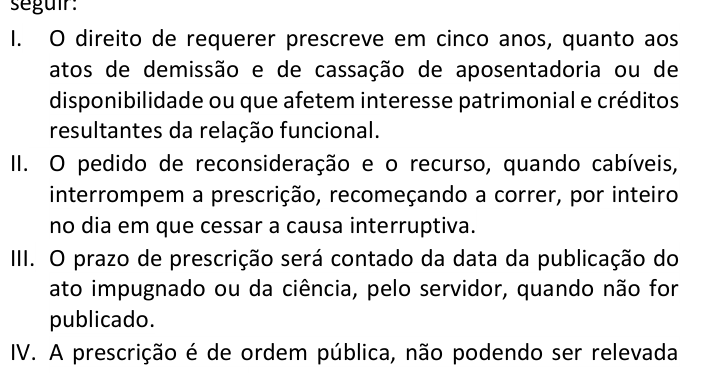 seguir:
I. O direito de requerer prescreve em cinco anos, quanto aos
atos de demissão e de cassação de aposentadoria ou de
disponibilidade ou que afetem interesse patrimonial e créditos
resultantes da relação funcional.
II. O pedido de reconsideração e o recurso, quando cabíveis,
interrompem a prescrição, recomeçando a correr, por inteiro
no dia em que cessar a causa interruptiva.
III. O prazo de prescrição será contado da data da publicação do
ato impugnado ou da ciência, pelo servidor, quando não for
publicado.
IV. A prescrição é de ordem pública, não podendo ser relevada